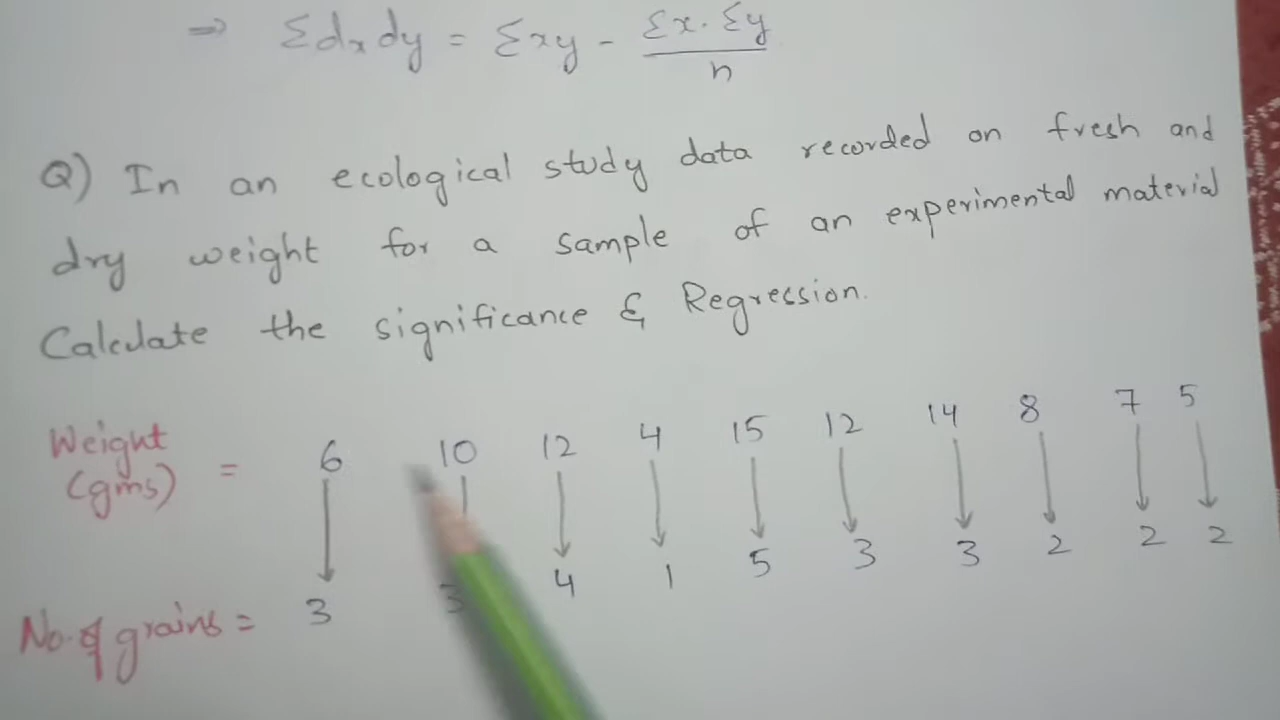 ⇒ Σdx dy = Σxy - Σx · Σy / n
Q) In an ecological study data recorded on fresh and
dry weight for a sample of an experimental material
Calculate the significance & Regression.
Weight (gms) = 6 10 12 4 15 12 14 8 7 5
No. of grains = 3 3 4 1 5 3 3 2 2 2